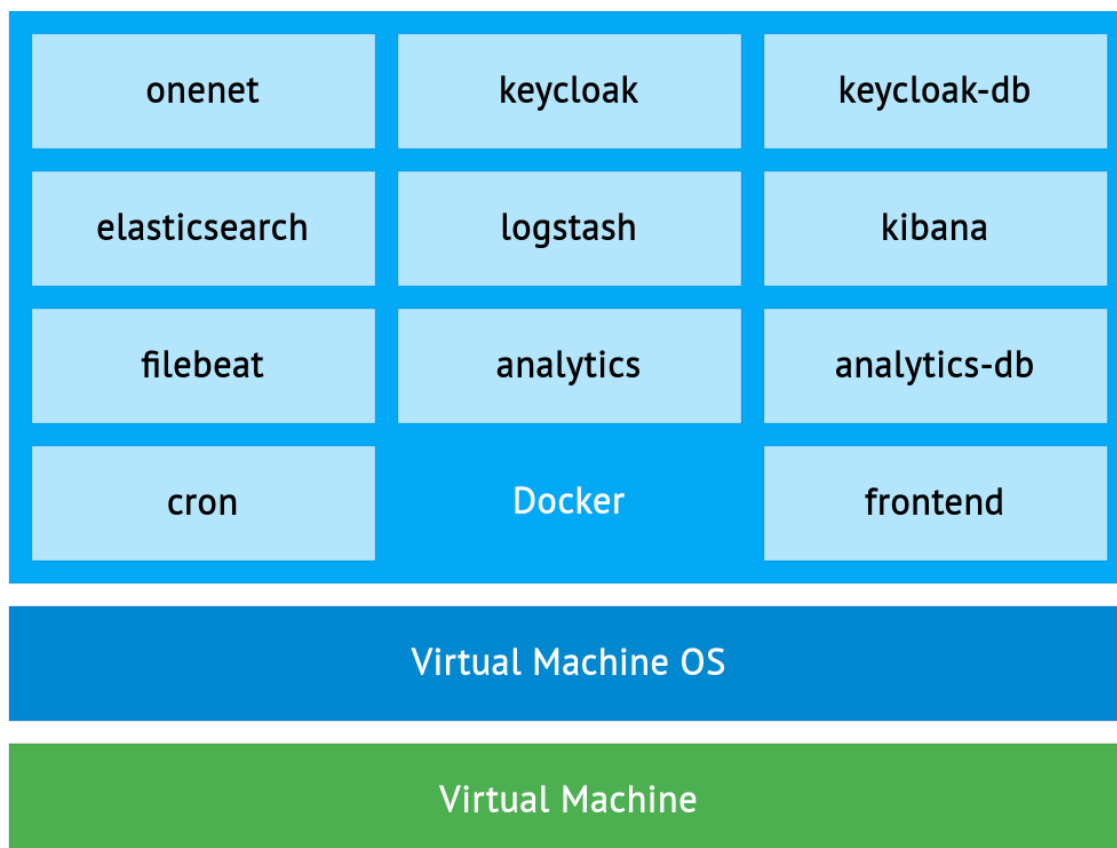 onenet keycloak keycloak-db
elasticsearch logstash kibana
filebeat analytics analytics-db
cron Docker frontend
Virtual Machine OS
Virtual Machine